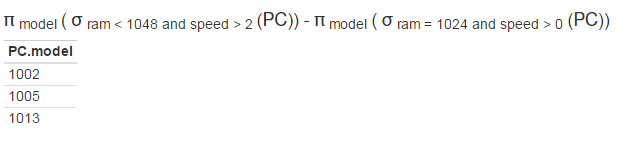 π model ( σ ram < 1048 and speed > 2 (PC)) - π model ( σ ram = 1024 and speed > 0 (PC))
PC.model
1002
1005
1013